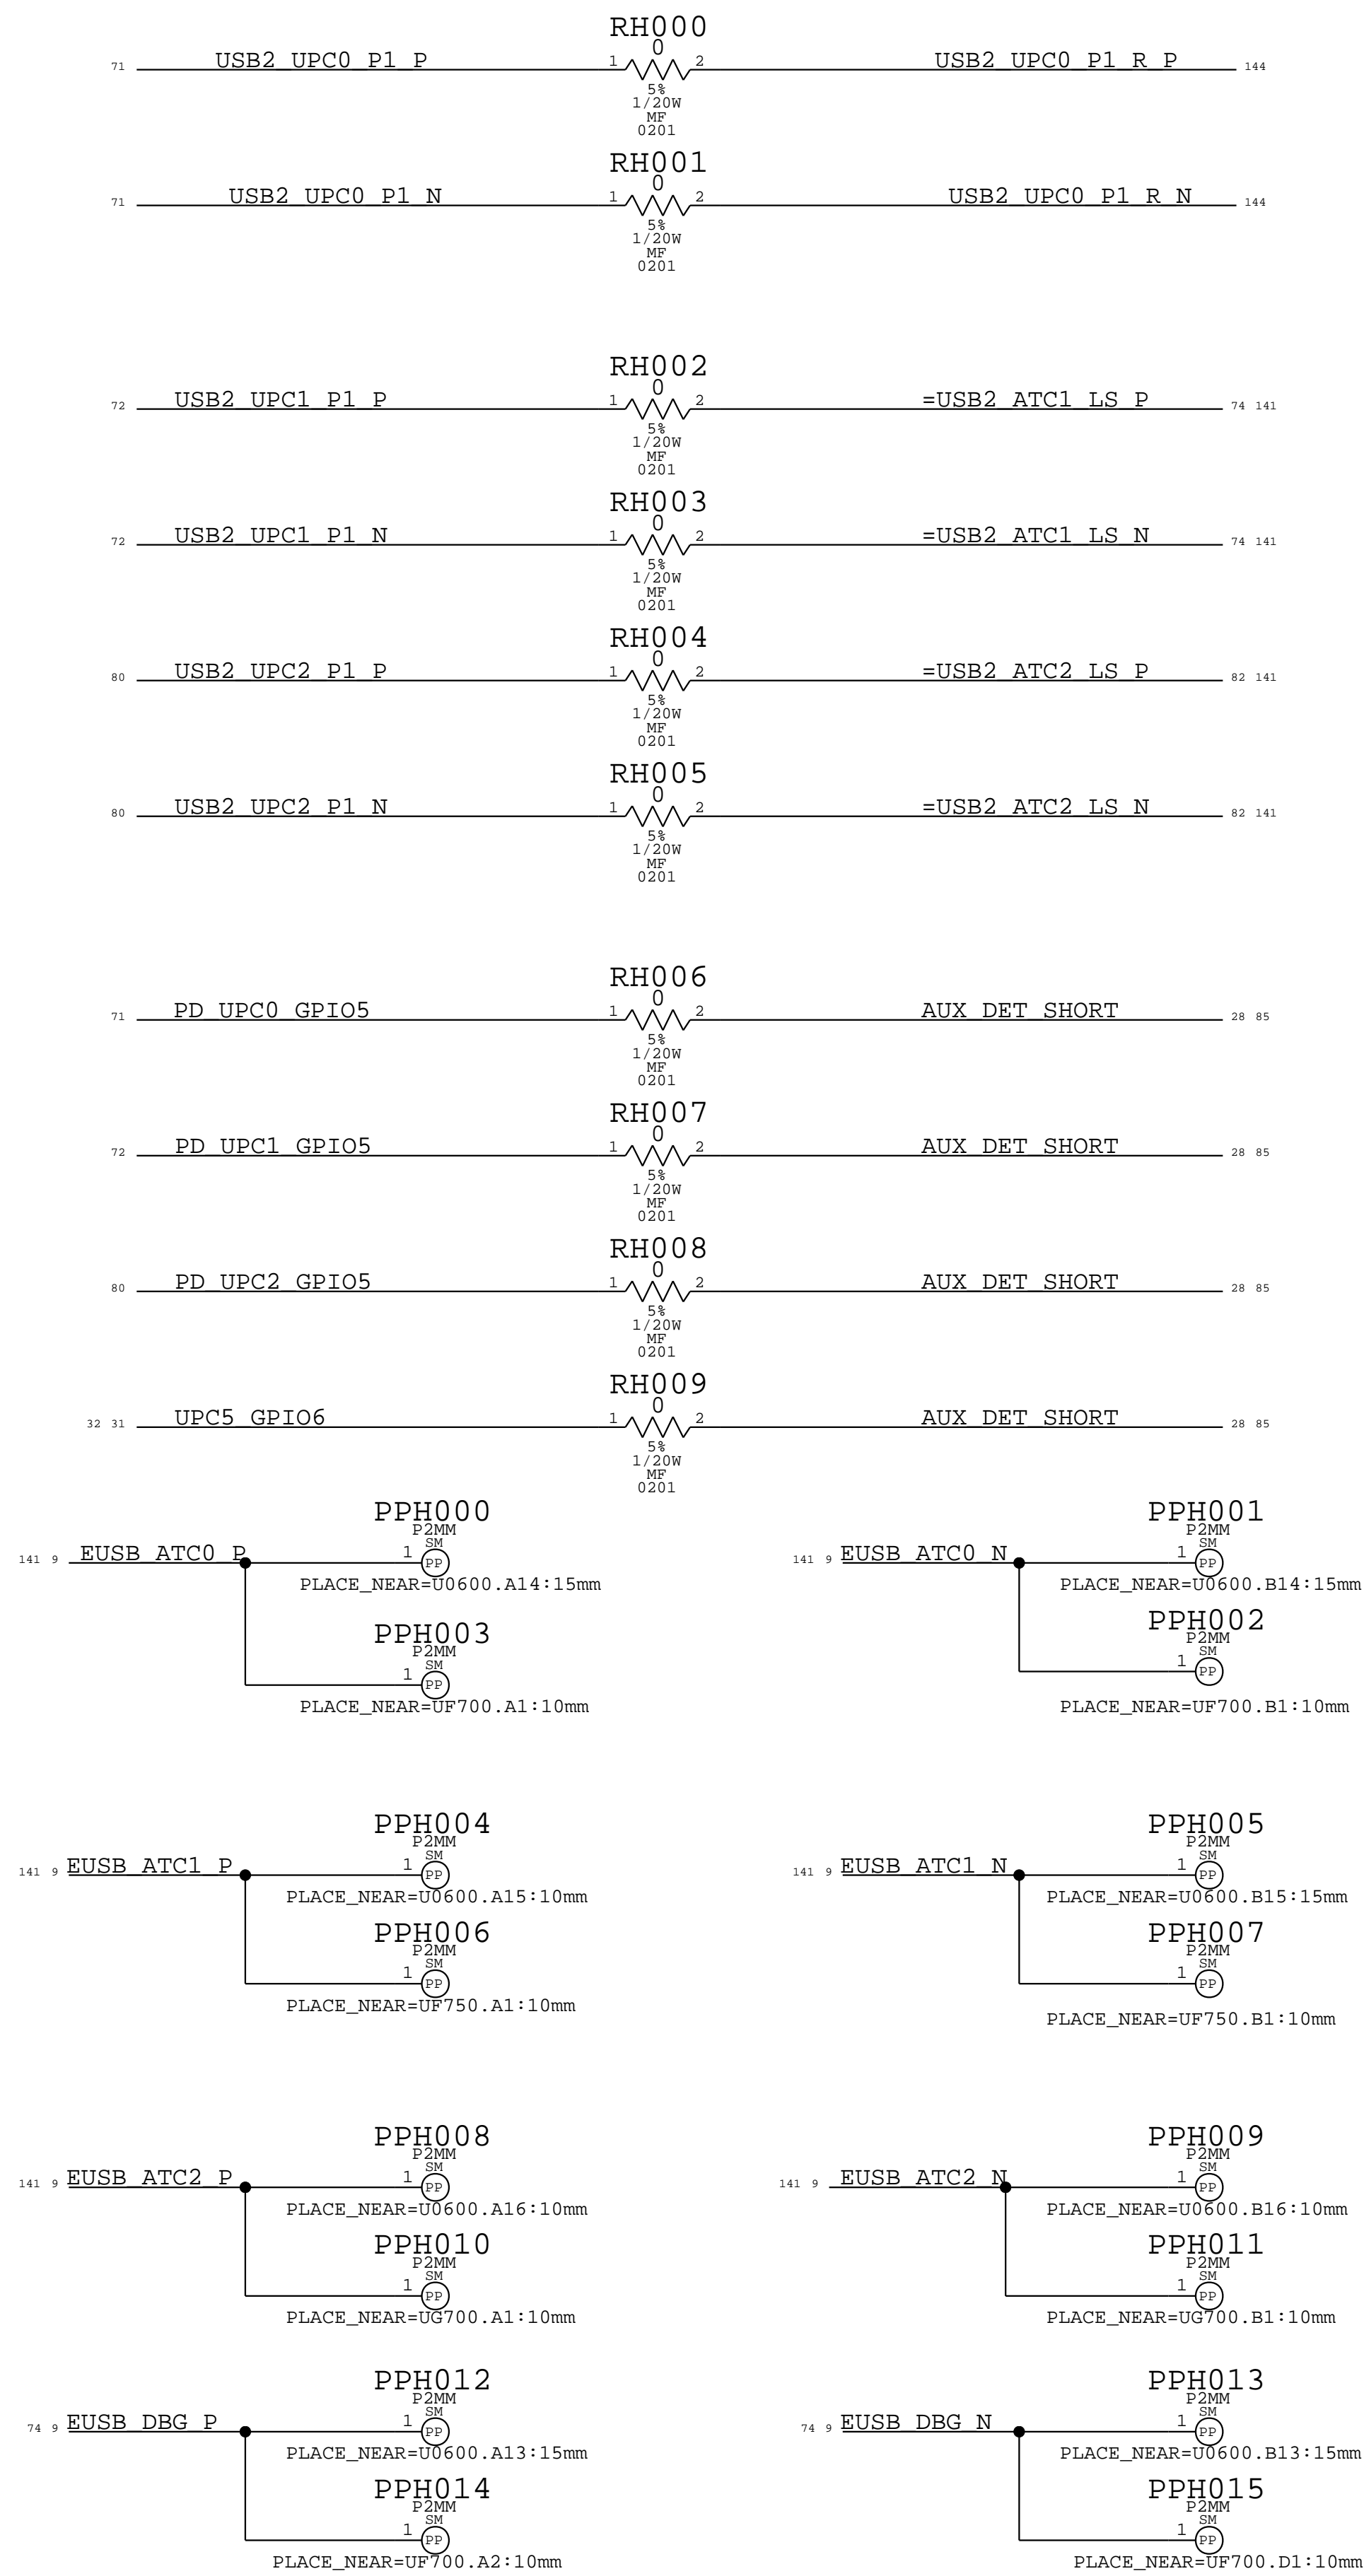 RH000
0
71 USB2_UPC0_P1_P 1 2 USB2_UPC0_P1_R_P 144
5%
1/20W
MF
0201
RH001
0
71 USB2_UPC0_P1_N 1 2 USB2_UPC0_P1_R_N 144
5%
1/20W
MF
0201
RH002
0
72 USB2_UPC1_P1_P 1 2 =USB2_ATC1_LS_P 74 141
5%
1/20W
MF
0201
RH003
0
72 USB2_UPC1_P1_N 1 2 =USB2_ATC1_LS_N 74 141
5%
1/20W
MF
0201
RH004
0
80 USB2_UPC2_P1_P 1 2 =USB2_ATC2_LS_P 82 141
5%
1/20W
MF
0201
RH005
0
80 USB2_UPC2_P1_N 1 2 =USB2_ATC2_LS_N 82 141
5%
1/20W
MF
0201
RH006
0
71 PD_UPC0_GPIO5 1 2 AUX_DET_SHORT 28 85
5%
1/20W
MF
0201
RH007
0
72 PD_UPC1_GPIO5 1 2 AUX_DET_SHORT 28 85
5%
1/20W
MF
0201
RH008
0
80 PD_UPC2_GPIO5 1 2 AUX_DET_SHORT 28 85
5%
1/20W
MF
0201
RH009
0
32 31 UPC5_GPIO6 1 2 AUX_DET_SHORT 28 85
5%
1/20W
MF
0201
PPH000
P2MM
SM
141 9 EUSB_ATC0_P 1 PP
PLACE_NEAR=U0600.A14:15mm
PPH003
P2MM
SM
1 PP
PLACE_NEAR=UF700.A1:10mm
PPH001
P2MM
SM
141 9 EUSB_ATC0_N 1 PP
PLACE_NEAR=U0600.B14:15mm
PPH002
P2MM
SM
1 PP
PLACE_NEAR=UF700.B1:10mm
PPH004
P2MM
SM
141 9 EUSB_ATC1_P 1 PP
PLACE_NEAR=U0600.A15:10mm
PPH006
P2MM
SM
1 PP
PLACE_NEAR=UF750.A1:10mm
PPH005
P2MM
SM
141 9 EUSB_ATC1_N 1 PP
PLACE_NEAR=U0600.B15:15mm
PPH007
P2MM
SM
1 PP
PLACE_NEAR=UF750.B1:10mm
PPH008
P2MM
SM
141 9 EUSB_ATC2_P 1 PP
PLACE_NEAR=U0600.A16:10mm
PPH010
P2MM
SM
1 PP
PLACE_NEAR=UG700.A1:10mm
PPH009
P2MM
SM
141 9 EUSB_ATC2_N 1 PP
PLACE_NEAR=U0600.B16:10mm
PPH011
P2MM
SM
1 PP
PLACE_NEAR=UG700.B1:10mm
PPH012
P2MM
SM
74 9 EUSB_DBG_P 1 PP
PLACE_NEAR=U0600.A13:15mm
PPH014
P2MM
SM
1 PP
PLACE_NEAR=UF700.A2:10mm
PPH013
P2MM
SM
74 9 EUSB_DBG_N 1 PP
PLACE_NEAR=U0600.B13:15mm
PPH015
P2MM
SM
1 PP
PLACE_NEAR=UF700.D1:10mm